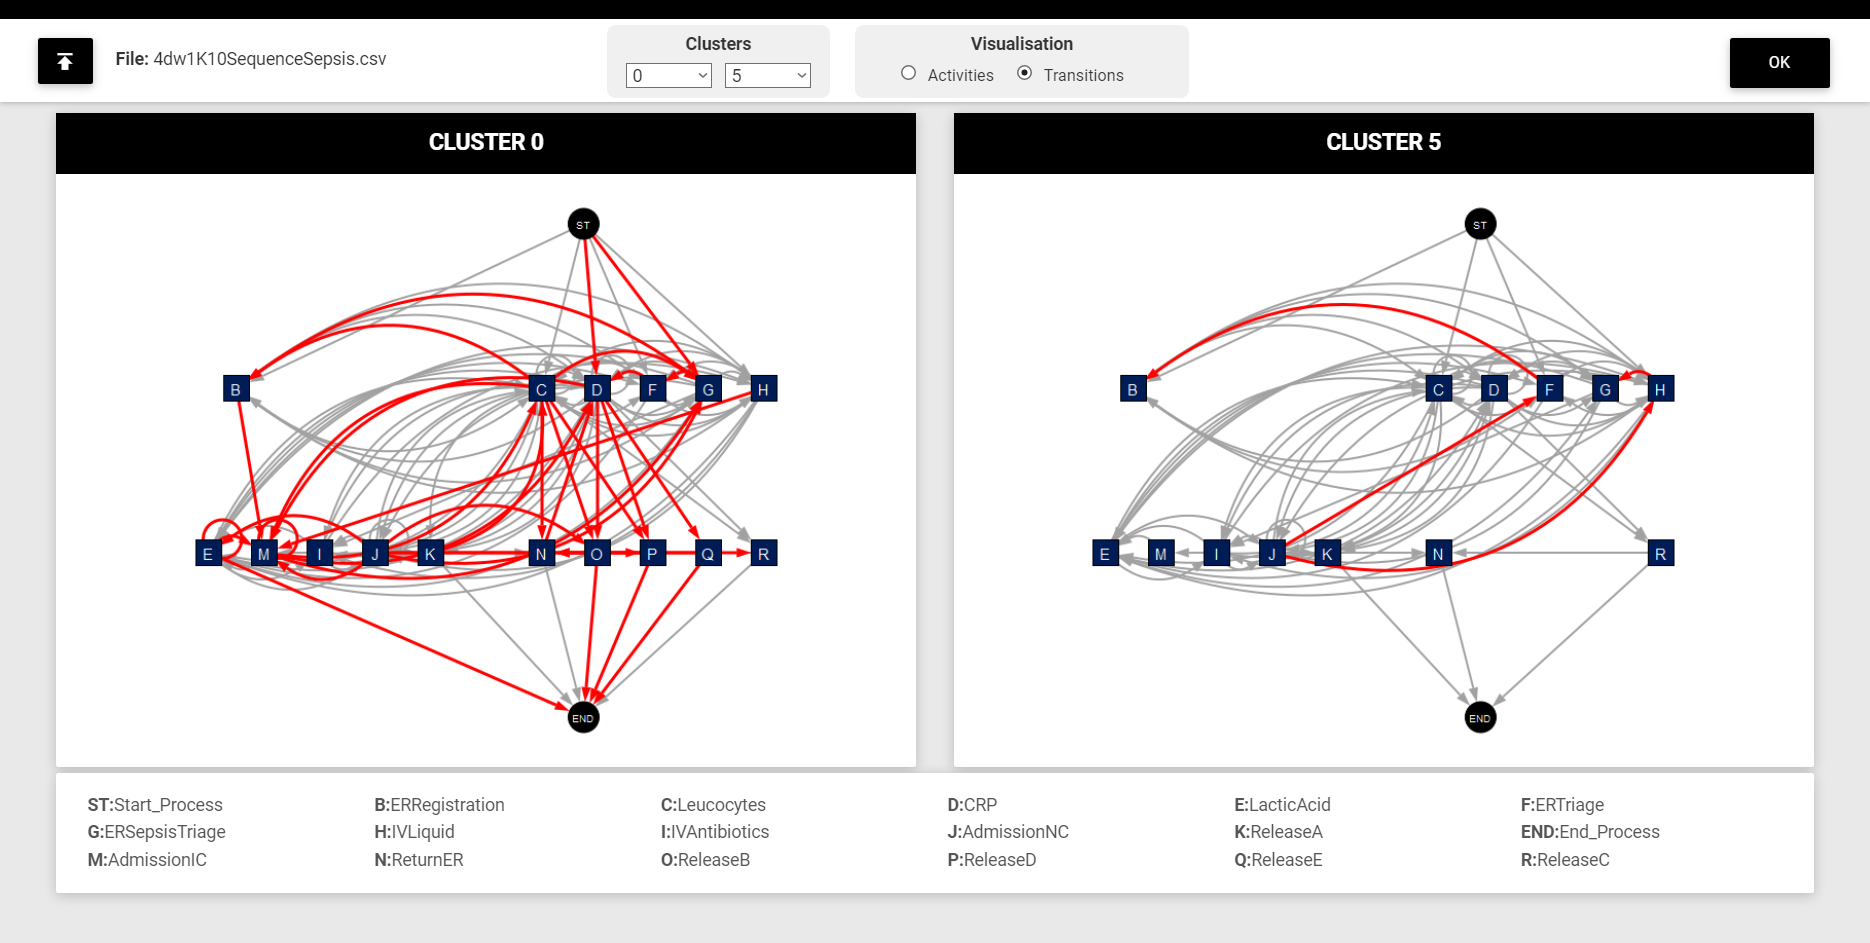 File: 4dw1K10SequenceSepsis.csv
Clusters
0 5
Visualisation
Activities Transitions
OK
CLUSTER 0
ST
B C D F G H
E M I J K N O P Q R
END
CLUSTER 5
ST
B C D F G H
E M I J K N R
END
ST:Start_Process B:ERRegistration C:Leucocytes D:CRP E:LacticAcid F:ERTriage
G:ERSepsisTriage H:IVLiquid I:IVAntibiotics J:AdmissionNC K:ReleaseA END:End_Process
M:AdmissionIC N:ReturnER O:ReleaseB P:ReleaseD Q:ReleaseE R:ReleaseC